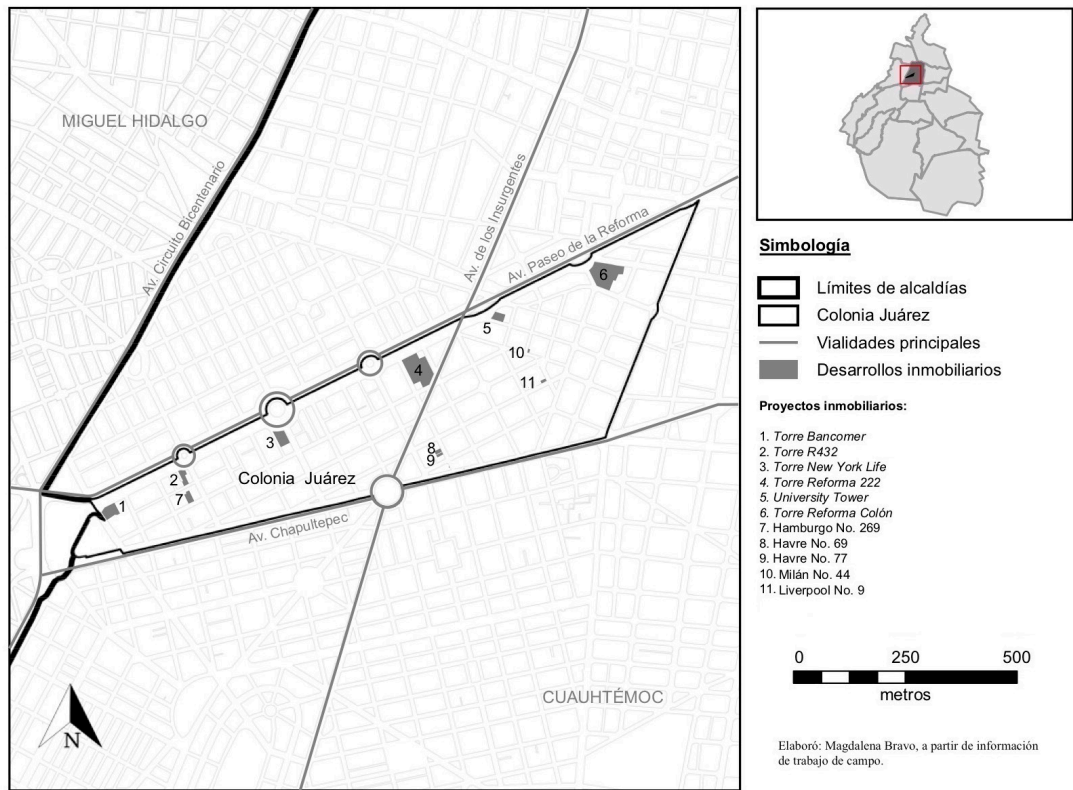 MIGUEL HIDALGO
Av. Circuito Bicentenario
Av. de los Insurgentes
Av. Paseo de la Reforma
6
5
10
11
4
3
8
9
2
7
1
Colonia Juárez
Av. Chapultepec
CUAUHTÉMOC
N
Simbología
Límites de alcaldías
Colonia Juárez
Vialidades principales
Desarrollos inmobiliarios
Proyectos inmobiliarios:
1. Torre Bancomer
2. Torre R432
3. Torre New York Life
4. Torre Reforma 222
5. University Tower
6. Torre Reforma Colón
7. Hamburgo No. 269
8. Havre No. 69
9. Havre No. 77
10. Milán No. 44
11. Liverpool No. 9
0 250 500
metros
Elaboró: Magdalena Bravo, a partir de información
de trabajo de campo.